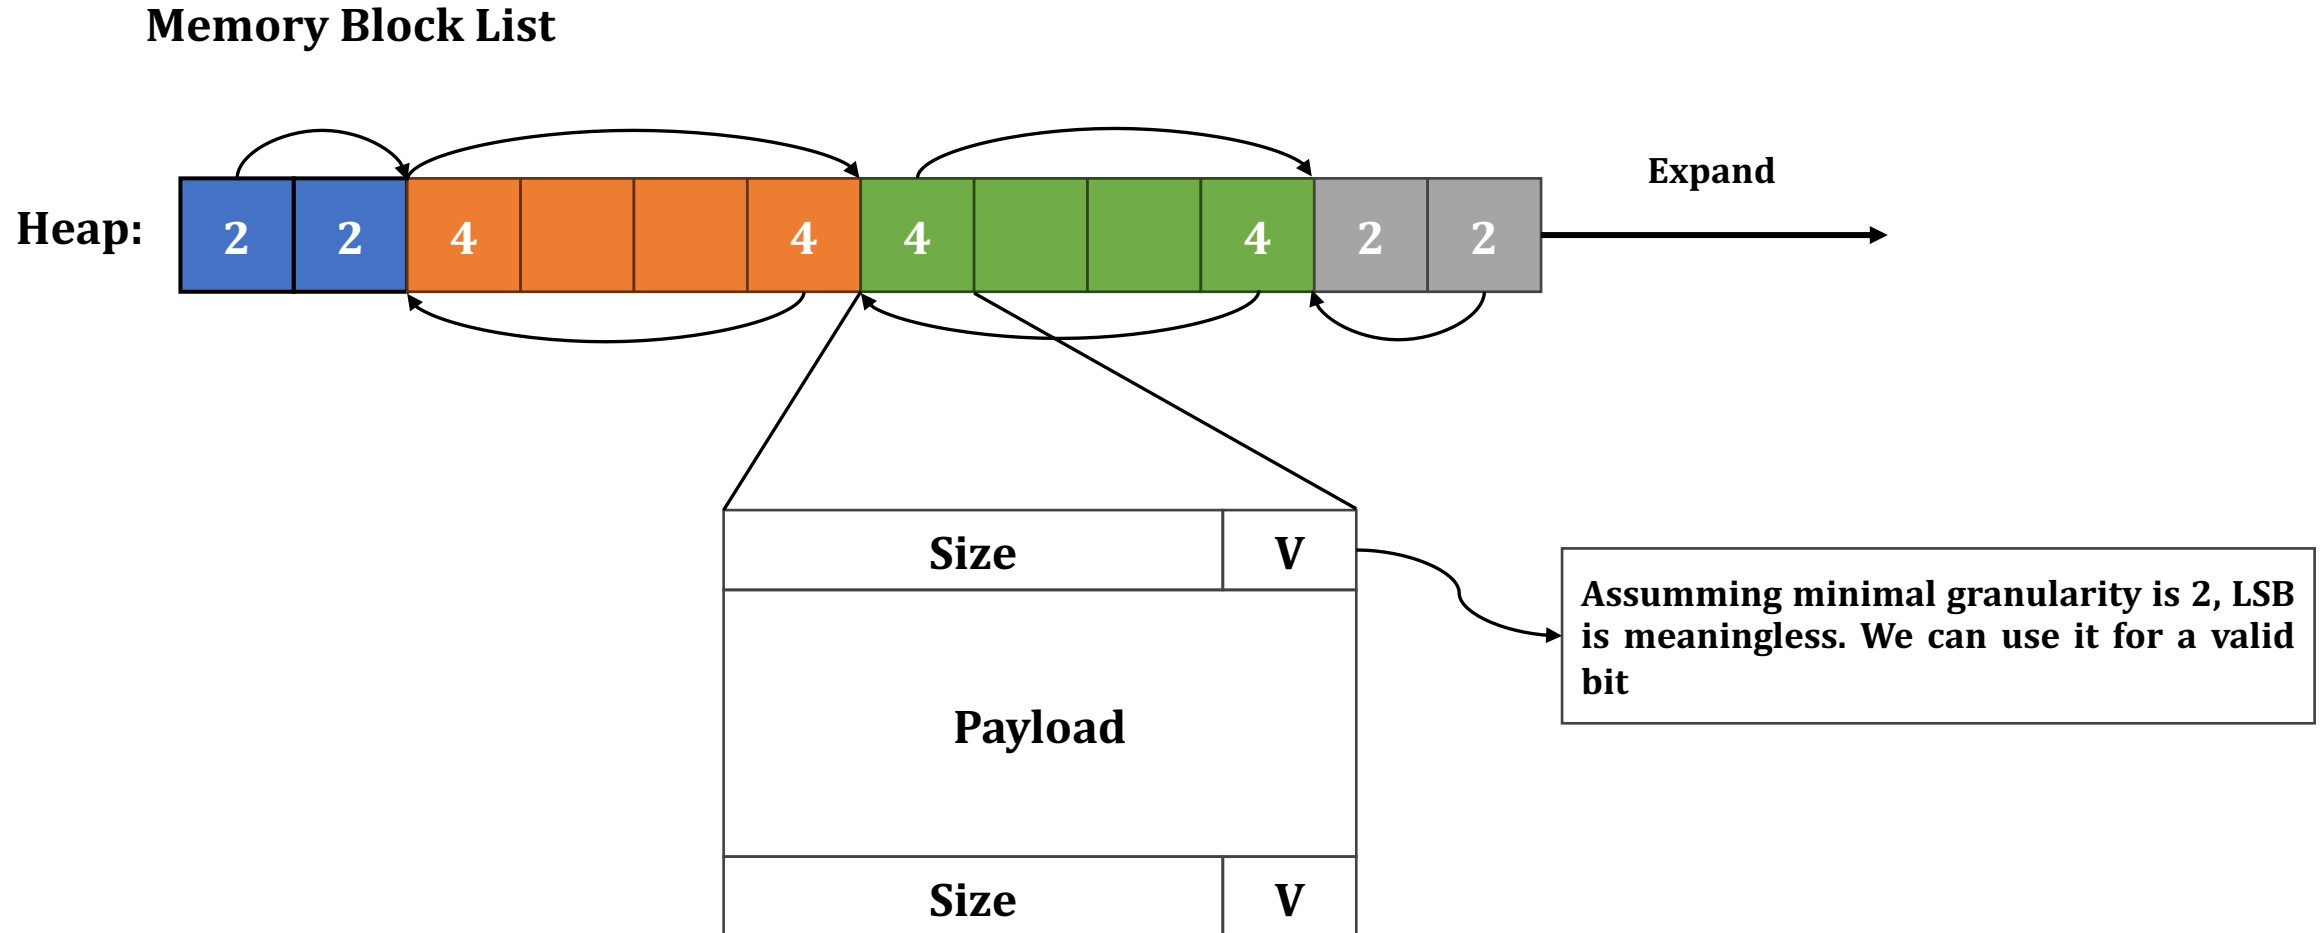 Memory Block List
Expand
Heap: 2 2 4 4 4 4 2 2
Size V
Assumming minimal granularity is 2, LSB
is meaningless. We can use it for a valid
bit
Payload
Size V